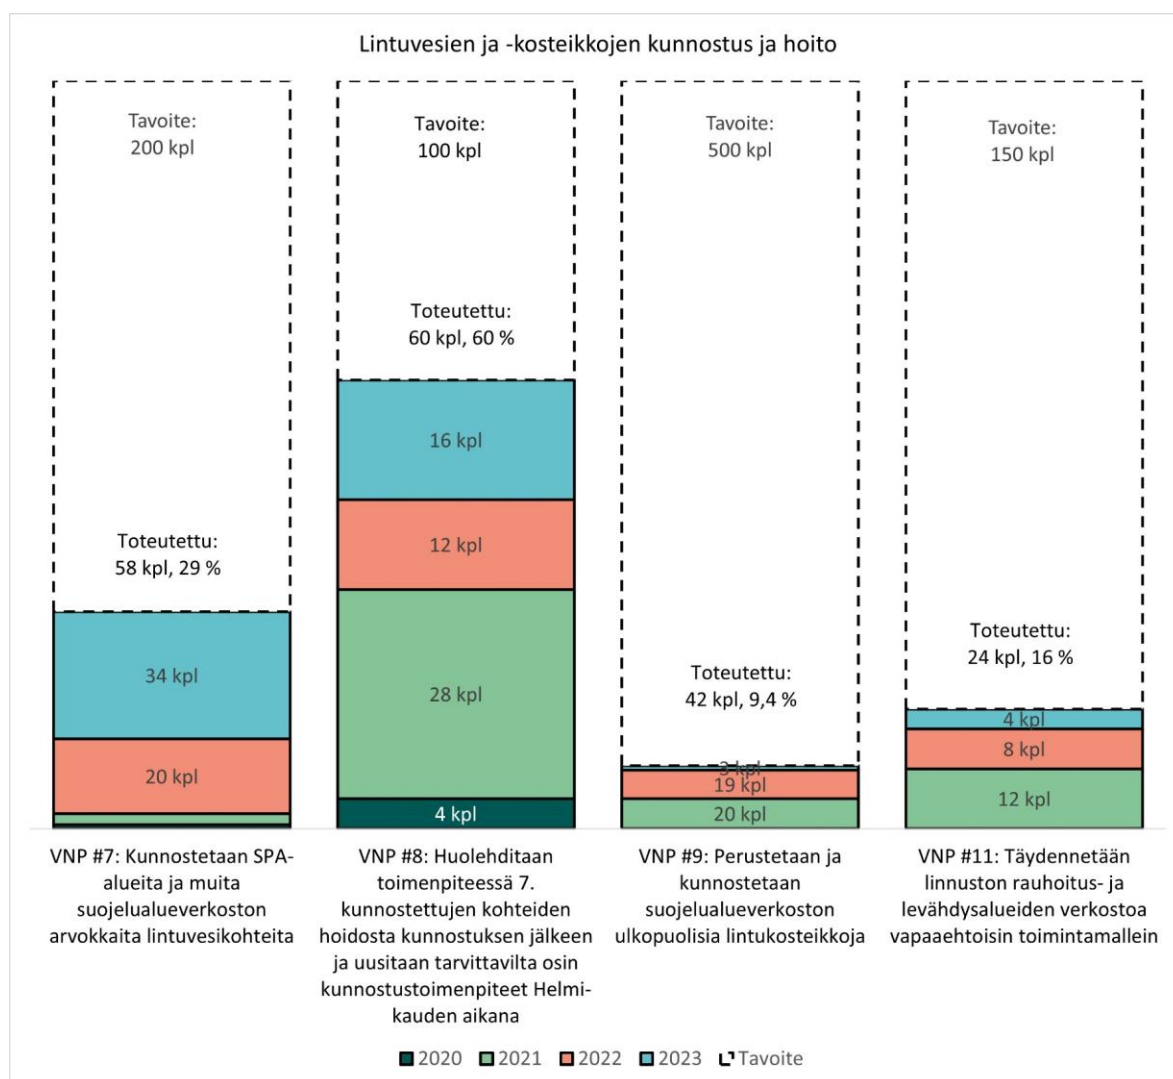 Lintuvesien ja -kosteikkojen kunnostus ja hoito
Tavoite:
200 kpl
Toteutettu:
58 kpl, 29 %
34 kpl
20 kpl
VNP #7: Kunnostetaan SPA-
alueita ja muita
suojelualueverkoston
arvokkaita lintuvesikohteita
Tavoite:
100 kpl
Toteutettu:
60 kpl, 60 %
16 kpl
12 kpl
28 kpl
4 kpl
VNP #8: Huolehditaan
toimenpiteessä 7.
kunnostettujen kohteiden
hoidosta kunnostuksen jälkeen
ja uusitaan tarvittavilta osin
kunnostustoimenpiteet Helmi-
kauden aikana
Tavoite:
500 kpl
Toteutettu:
42 kpl, 9,4 %
3 kpl
19 kpl
20 kpl
VNP #9: Perustetaan ja
kunnostetaan
suojelualueverkoston
ulkopuolisia lintukosteikkoja
Tavoite:
150 kpl
Toteutettu:
24 kpl, 16 %
4 kpl
8 kpl
12 kpl
VNP #11: Täydennetään
linnuston rauhoitus- ja
levähdysalueiden verkostoa
vapaaehtoisin toimintamallein
2020 2021 2022 2023 Tavoite